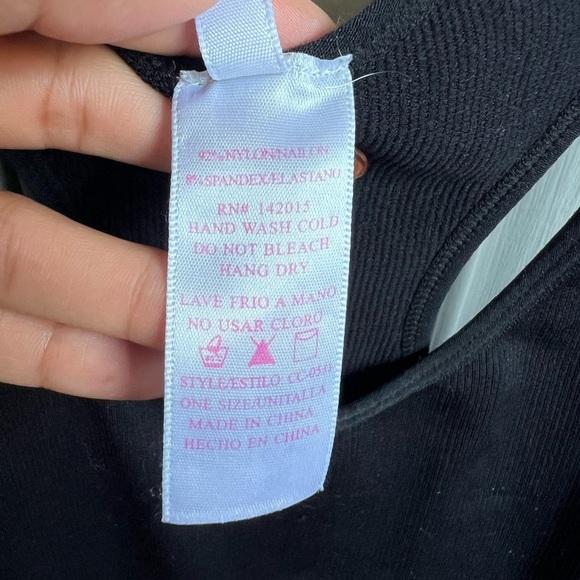 92% NYLON/NAILON
8% SPANDEX/ELASTANO
RN# 142015
HAND WASH COLD
DO NOT BLEACH
HANG DRY
LAVE FRIO A MANO
NO USAR CLORO
STYLE/ESTILO:
ONE SIZE/UNITALLA
MADE IN CHINA
HECHO EN CHINA